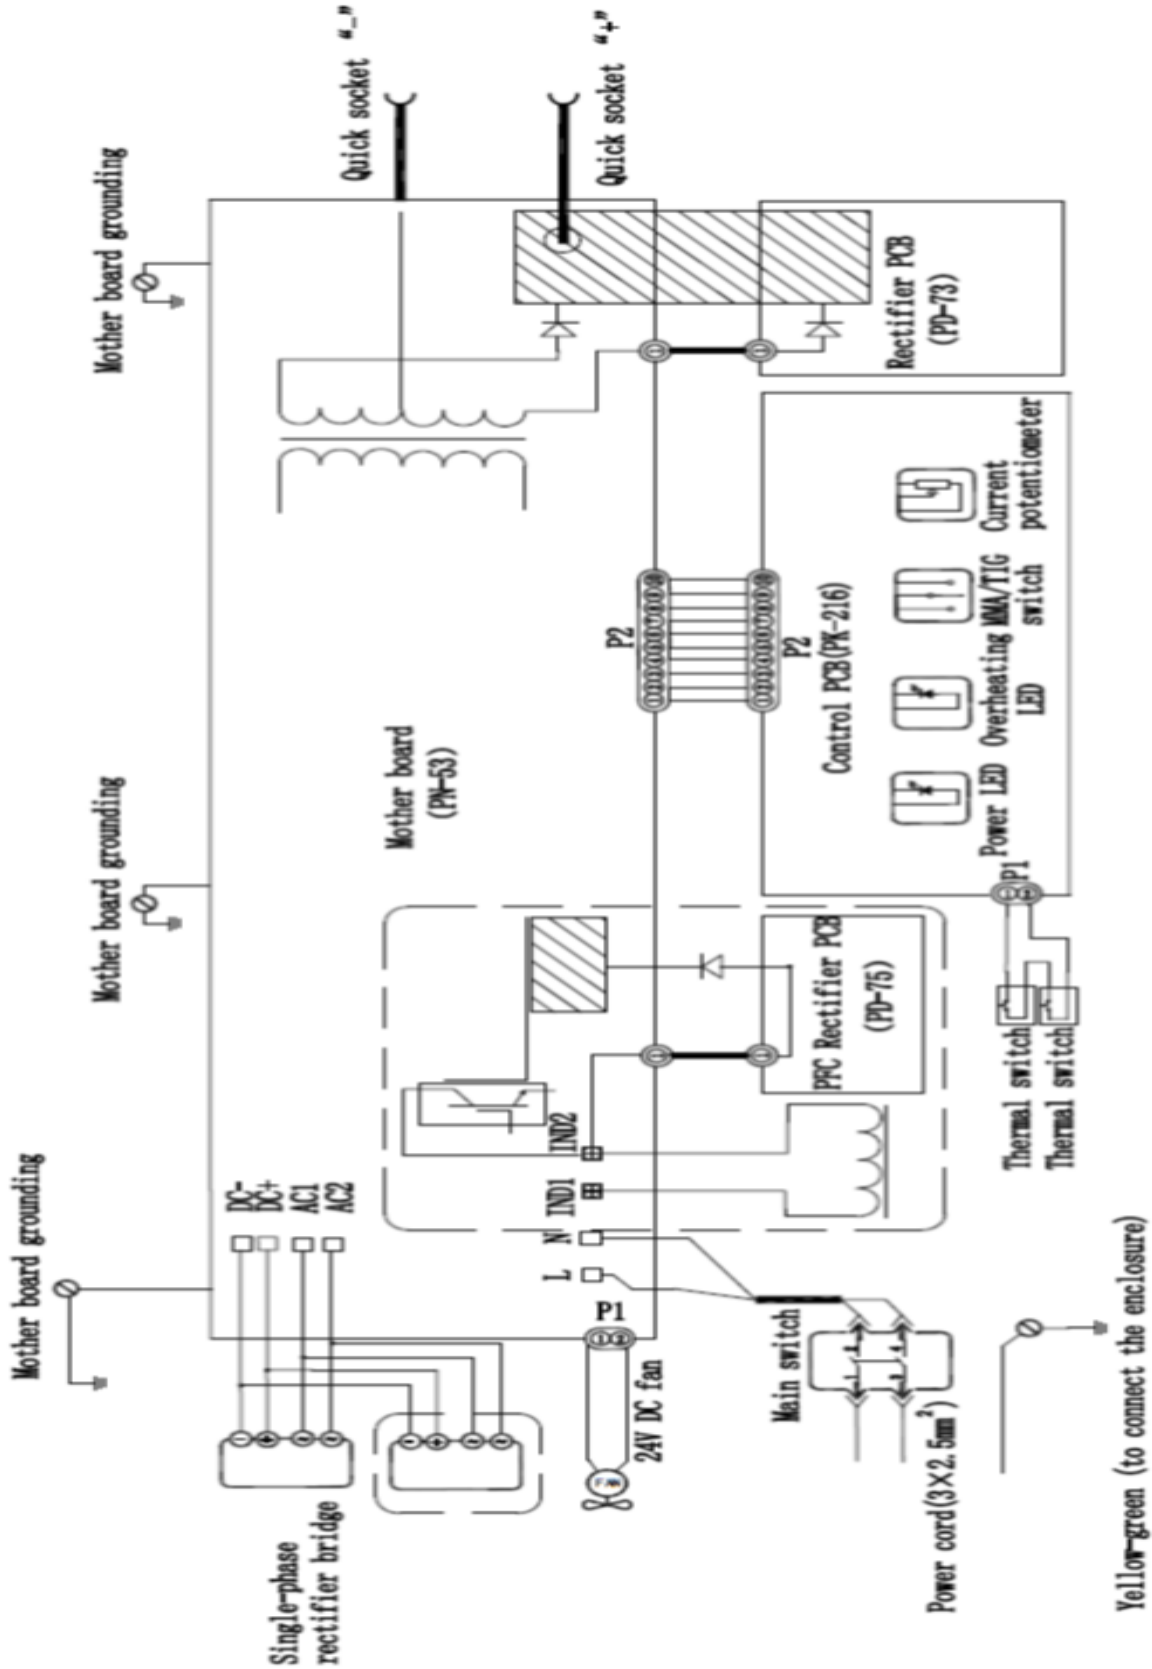 Mother board grounding
Mother board grounding
Mother board grounding
Single-phase
rectifier bridge
DC-
DC+
AC1
AC2
Quick socket “-”
Quick socket “+”
Mother board
(PN-53)
L
N
IND1
IND2
P1
FAN
24V DC fan
P2
P2
Control PCB(PK-216)
Rectifier PCB
(PD-73)
PFC Rectifier PCB
(PD-75)
Main switch
Power cord(3×2.5mm²)
Power LED
Overheating
LED
MMA/TIG
switch
Current
potentiometer
P1
Thermal switch
Thermal switch
Yellow-green (to connect the enclosure)